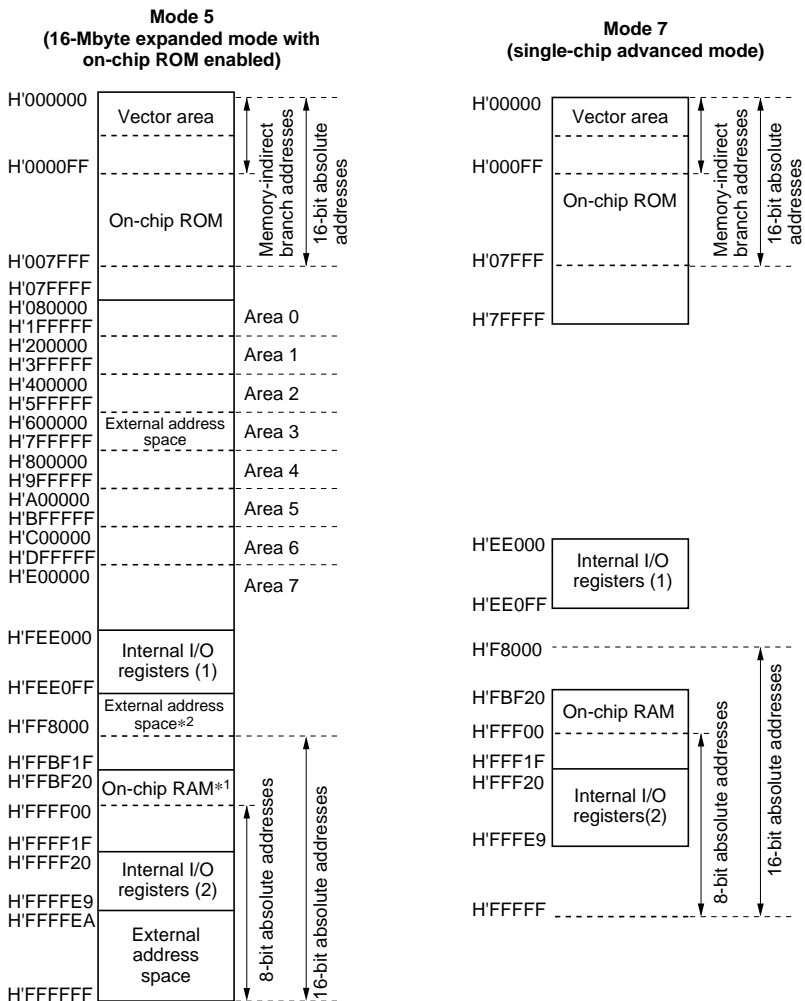 Mode 5
(16-Mbyte expanded mode with
on-chip ROM enabled)
H'000000
Vector area
H'0000FF
On-chip ROM
H'007FFF
H'07FFFF
H'080000
H'1FFFFF
H'200000
H'3FFFFF
H'400000
H'5FFFFF
H'600000
H'7FFFFF
H'800000
H'9FFFFF
H'A00000
H'BFFFFF
H'C00000
H'DFFFFF
H'E00000
External address
space
Area 0
Area 1
Area 2
Area 3
Area 4
Area 5
Area 6
Area 7
Memory-indirect
branch addresses
16-bit absolute
addresses
H'FEE000
Internal I/O
registers (1)
H'FEE0FF
External address
space*2
H'FF8000
H'FFBF1F
H'FFBF20
On-chip RAM*1
H'FFFF00
H'FFFF1F
H'FFFF20
Internal I/O
registers (2)
H'FFFFE9
H'FFFFEA
External
address
space
H'FFFFFF
8-bit absolute addresses
16-bit absolute addresses
Mode 7
(single-chip advanced mode)
H'00000
Vector area
H'000FF
On-chip ROM
H'07FFF
H'7FFFF
Memory-indirect
branch addresses
16-bit absolute
addresses
H'EE000
Internal I/O
registers (1)
H'EE0FF
H'F8000
H'FBF20
On-chip RAM
H'FFF00
H'FFF1F
H'FFF20
Internal I/O
registers(2)
H'FFFE9
H'FFFFF
8-bit absolute addresses
16-bit absolute addresses